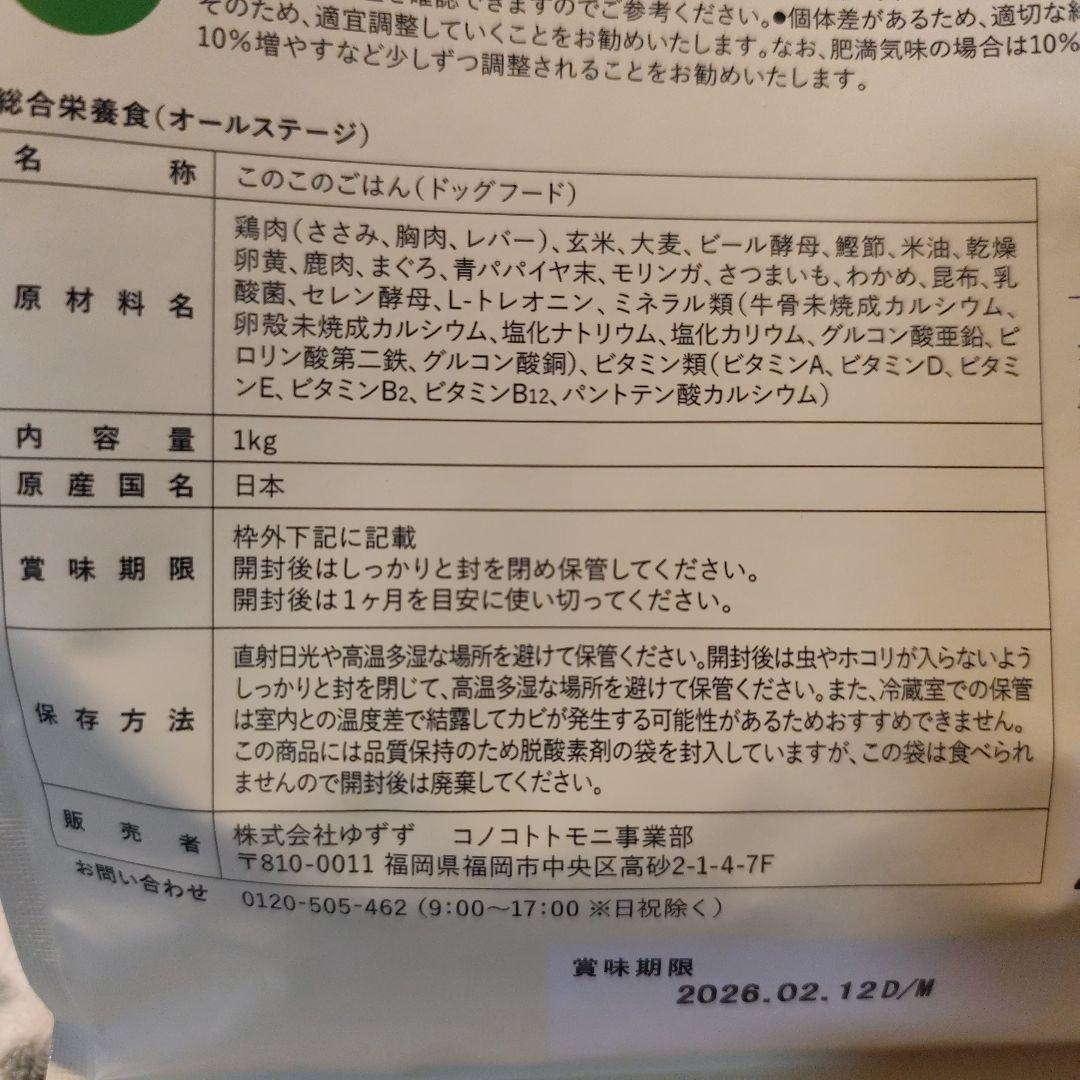 確認できますのでご参考ください。●個体差があるため、適切な
そのため、適宜調整していくことをお勧めいたします。なお、肥満気味の場合は10%
10%増やすなど少しずつ調整されることをお勧めいたします。
総合栄養食(オールステージ)
名称 このこのごはん(ドッグフード)
原材料名 鶏肉(ささみ、胸肉、レバー)、玄米、大麦、ビール酵母、鰹節、米油、乾燥
卵黄、鹿肉、まぐろ、青パパイヤ末、モリンガ、さつまいも、わかめ、昆布、乳
酸菌、セレン酵母、L-トレオニン、ミネラル類(牛骨未焼成カルシウム、
卵殻未焼成カルシウム、塩化ナトリウム、塩化カリウム、グルコン酸亜鉛、ピ
ロリン酸第二鉄、グルコン酸銅)、ビタミン類(ビタミンA、ビタミンD、ビタミ
ンE、ビタミンB2、ビタミンB12、パントテン酸カルシウム)
内容量 1kg
原産国名 日本
賞味期限 枠外下記に記載
開封後はしっかりと封を閉め保管してください。
開封後は1ヶ月を目安に使い切ってください。
保存方法 直射日光や高温多湿な場所を避けて保管ください。開封後は虫やホコリが入らないよう
しっかりと封を閉じて、高温多湿な場所を避けて保管ください。また、冷蔵室での保管
は室内との温度差で結露してカビが発生する可能性があるためおすすめできません。
この商品には品質保持のため脱酸素剤の袋を封入していますが、この袋は食べられ
ませんので開封後は廃棄してください。
販売者 株式会社ゆずず コノコトトモニ事業部
〒810-0011 福岡県福岡市中央区高砂2-1-4-7F
お問い合わせ 0120-505-462 (9:00〜17:00 ※日祝除く)
賞味期限
2026.02.12D/M